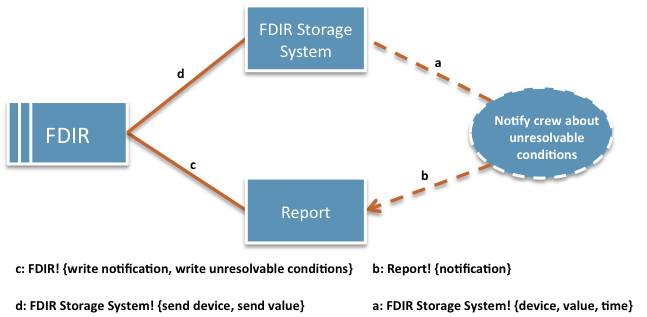 FDIR Storage
System
a
d
Notify crew about
unresolvable
conditions
FDIR
c
b
Report
c: FDIR! {write notification, write unresolvable conditions}
b: Report! {notification}
d: FDIR Storage System! {send device, send value}
a: FDIR Storage System! {device, value, time}